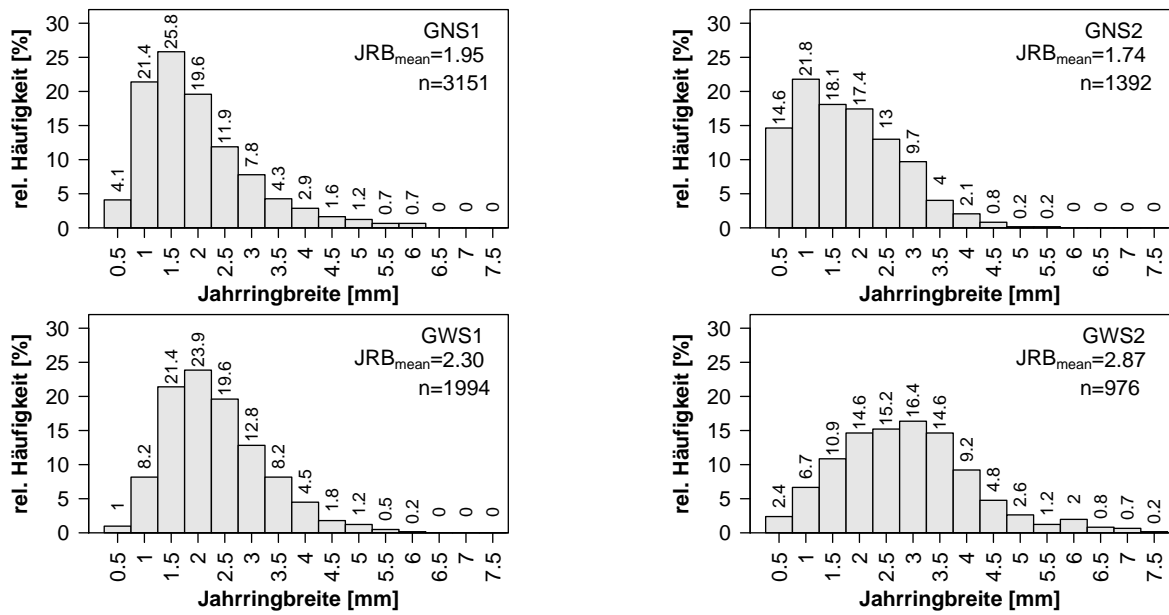 GNS1
JRBmean=1.95
n=3151
rel. Häufigkeit [%]
30
25
20
15
10
5
0
4.1 21.4 25.8 19.6 11.9 7.8 4.3 2.9 1.6 1.2 0.7 0.7 0 0 0
0.5 1 1.5 2 2.5 3 3.5 4 4.5 5 5.5 6 6.5 7 7.5
Jahrringbreite [mm]
GNS2
JRBmean=1.74
n=1392
rel. Häufigkeit [%]
30
25
20
15
10
5
0
14.6 21.8 18.1 17.4 13 9.7 4 2.1 0.8 0.2 0.2 0 0 0 0
0.5 1 1.5 2 2.5 3 3.5 4 4.5 5 5.5 6 6.5 7 7.5
Jahrringbreite [mm]
GWS1
JRBmean=2.30
n=1994
rel. Häufigkeit [%]
30
25
20
15
10
5
0
1 8.2 21.4 23.9 19.6 12.8 8.2 4.5 1.8 1.2 0.5 0.2 0 0 0
0.5 1 1.5 2 2.5 3 3.5 4 4.5 5 5.5 6 6.5 7 7.5
Jahrringbreite [mm]
GWS2
JRBmean=2.87
n=976
rel. Häufigkeit [%]
30
25
20
15
10
5
0
2.4 6.7 10.9 14.6 15.2 16.4 14.6 9.2 4.8 2.6 1.2 2 0.8 0.7 0.2
0.5 1 1.5 2 2.5 3 3.5 4 4.5 5 5.5 6 6.5 7 7.5
Jahrringbreite [mm]